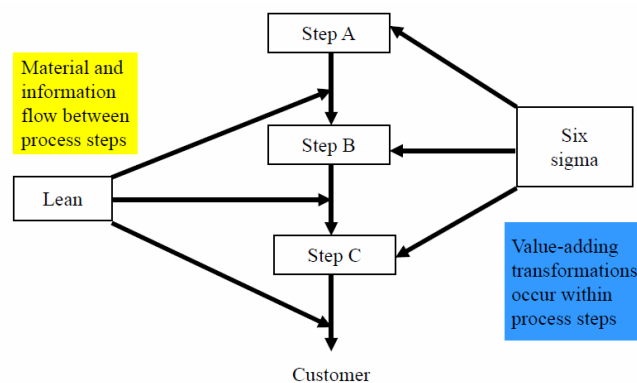 Step A
Material and
information
flow between
process steps
Step B
Six
sigma
Lean
Step C
Value-adding
transformations
occur within
process steps
Customer